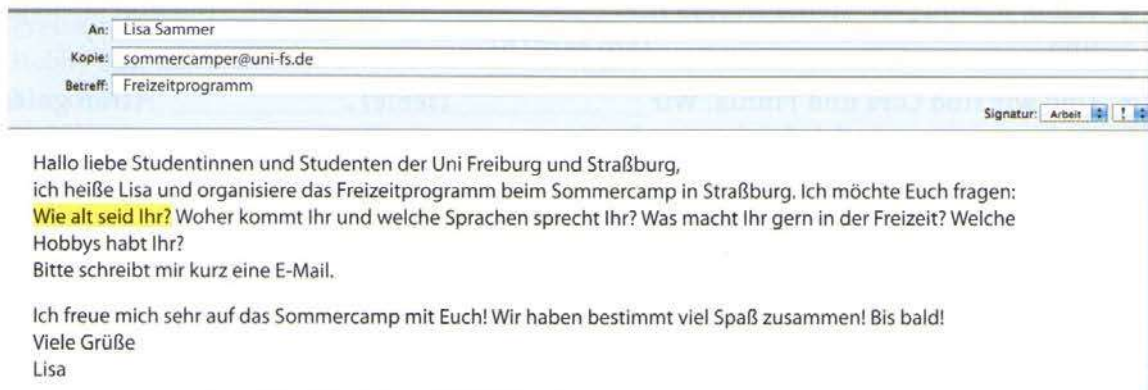 An: Lisa Sammer
Kopie: sommercamper@uni-fs.de
Betreff: Freizeitprogramm
Signatur: Arbeit !
Hallo liebe Studentinnen und Studenten der Uni Freiburg und Straßburg,
ich heiße Lisa und organisiere das Freizeitprogramm beim Sommercamp in Straßburg. Ich möchte Euch fragen:
Wie alt seid Ihr? Woher kommt Ihr und welche Sprachen sprecht Ihr? Was macht Ihr gern in der Freizeit? Welche
Hobbys habt Ihr?
Bitte schreibt mir kurz eine E-Mail.
Ich freue mich sehr auf das Sommercamp mit Euch! Wir haben bestimmt viel Spaß zusammen! Bis bald!
Viele Grüße
Lisa